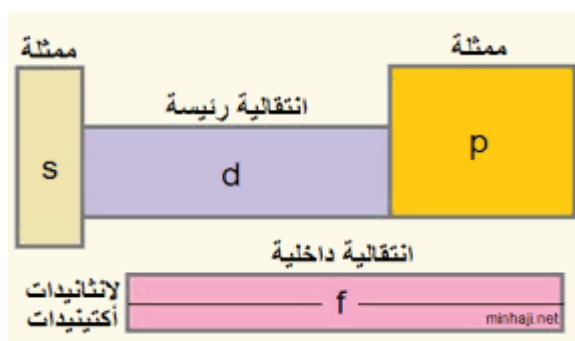 ممثلة
ممثلة
انتقالية رئيسة
s
d
p
انتقالية داخلية
لانثانيدات
f
أكتينيدات
minhaji.net